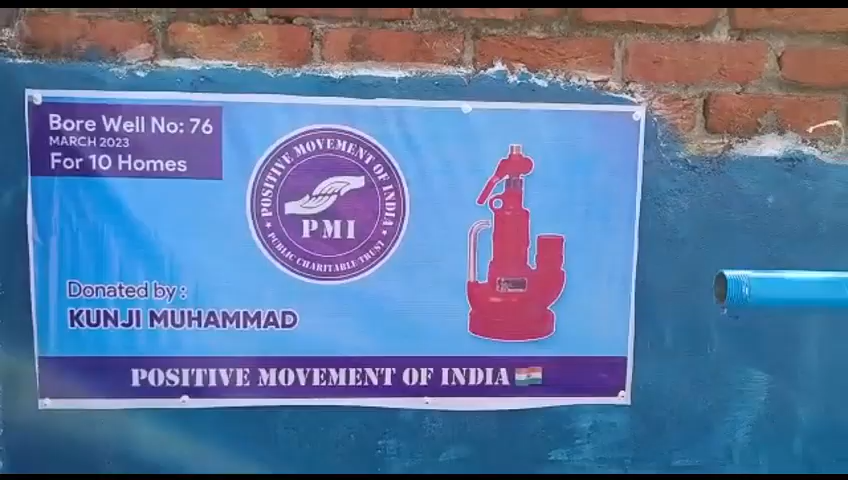 Bore Well No: 76
MARCH 2023
For 10 Homes
POSITIVE MOVEMENT OF INDIA
PMI
PUBLIC CHARITABLE TRUST
Donated by :
KUNJI MUHAMMAD
POSITIVE MOVEMENT OF INDIA